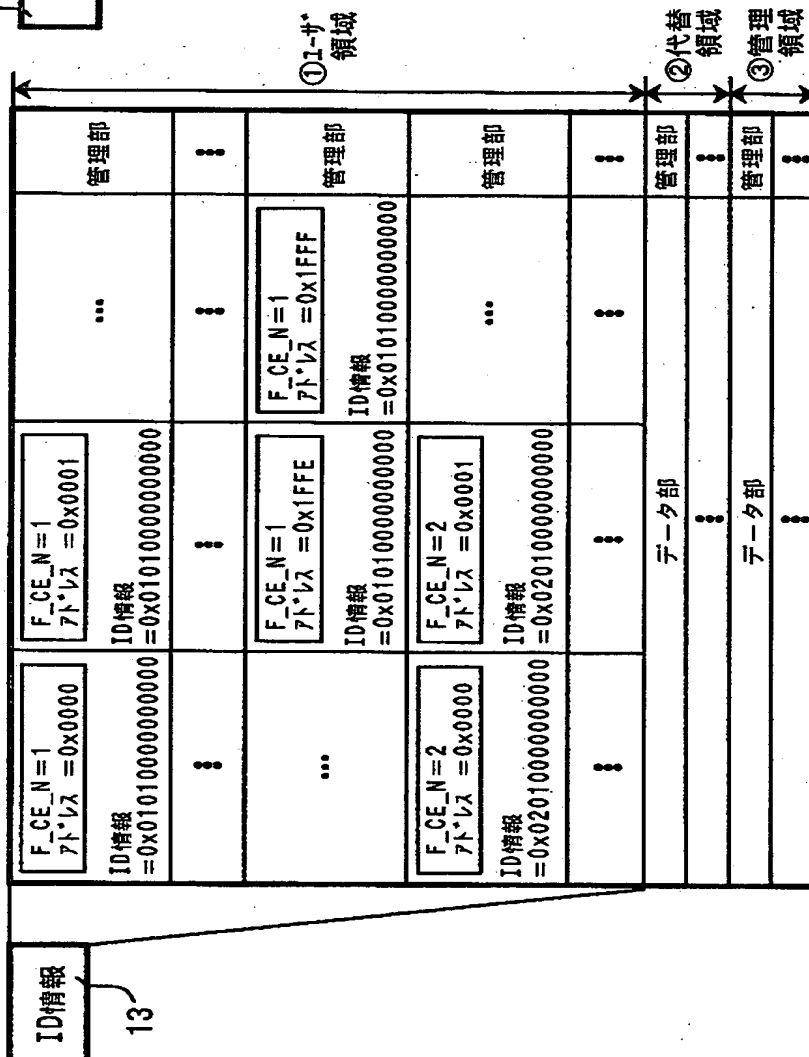 ID情報
13
F_CE_N=1
アドレス =0x0000
ID情報
=0x0101000000000000
F_CE_N=1
アドレス =0x0001
ID情報
=0x0101000000000000
•••
管理部
•••
•••
•••
•••
•••
F_CE_N=1
アドレス =0x1FFE
ID情報
=0x0101000000000000
F_CE_N=1
アドレス =0x1FFF
ID情報
=0x0101000000000000
管理部
F_CE_N=2
アドレス =0x0000
ID情報
=0x0201000000000000
F_CE_N=2
アドレス =0x0001
ID情報
=0x0201000000000000
•••
管理部
•••
•••
•••
•••
①ユーザ
領域
データ部
管理部
•••
•••
②代替
領域
データ部
管理部
•••
•••
③管理
領域